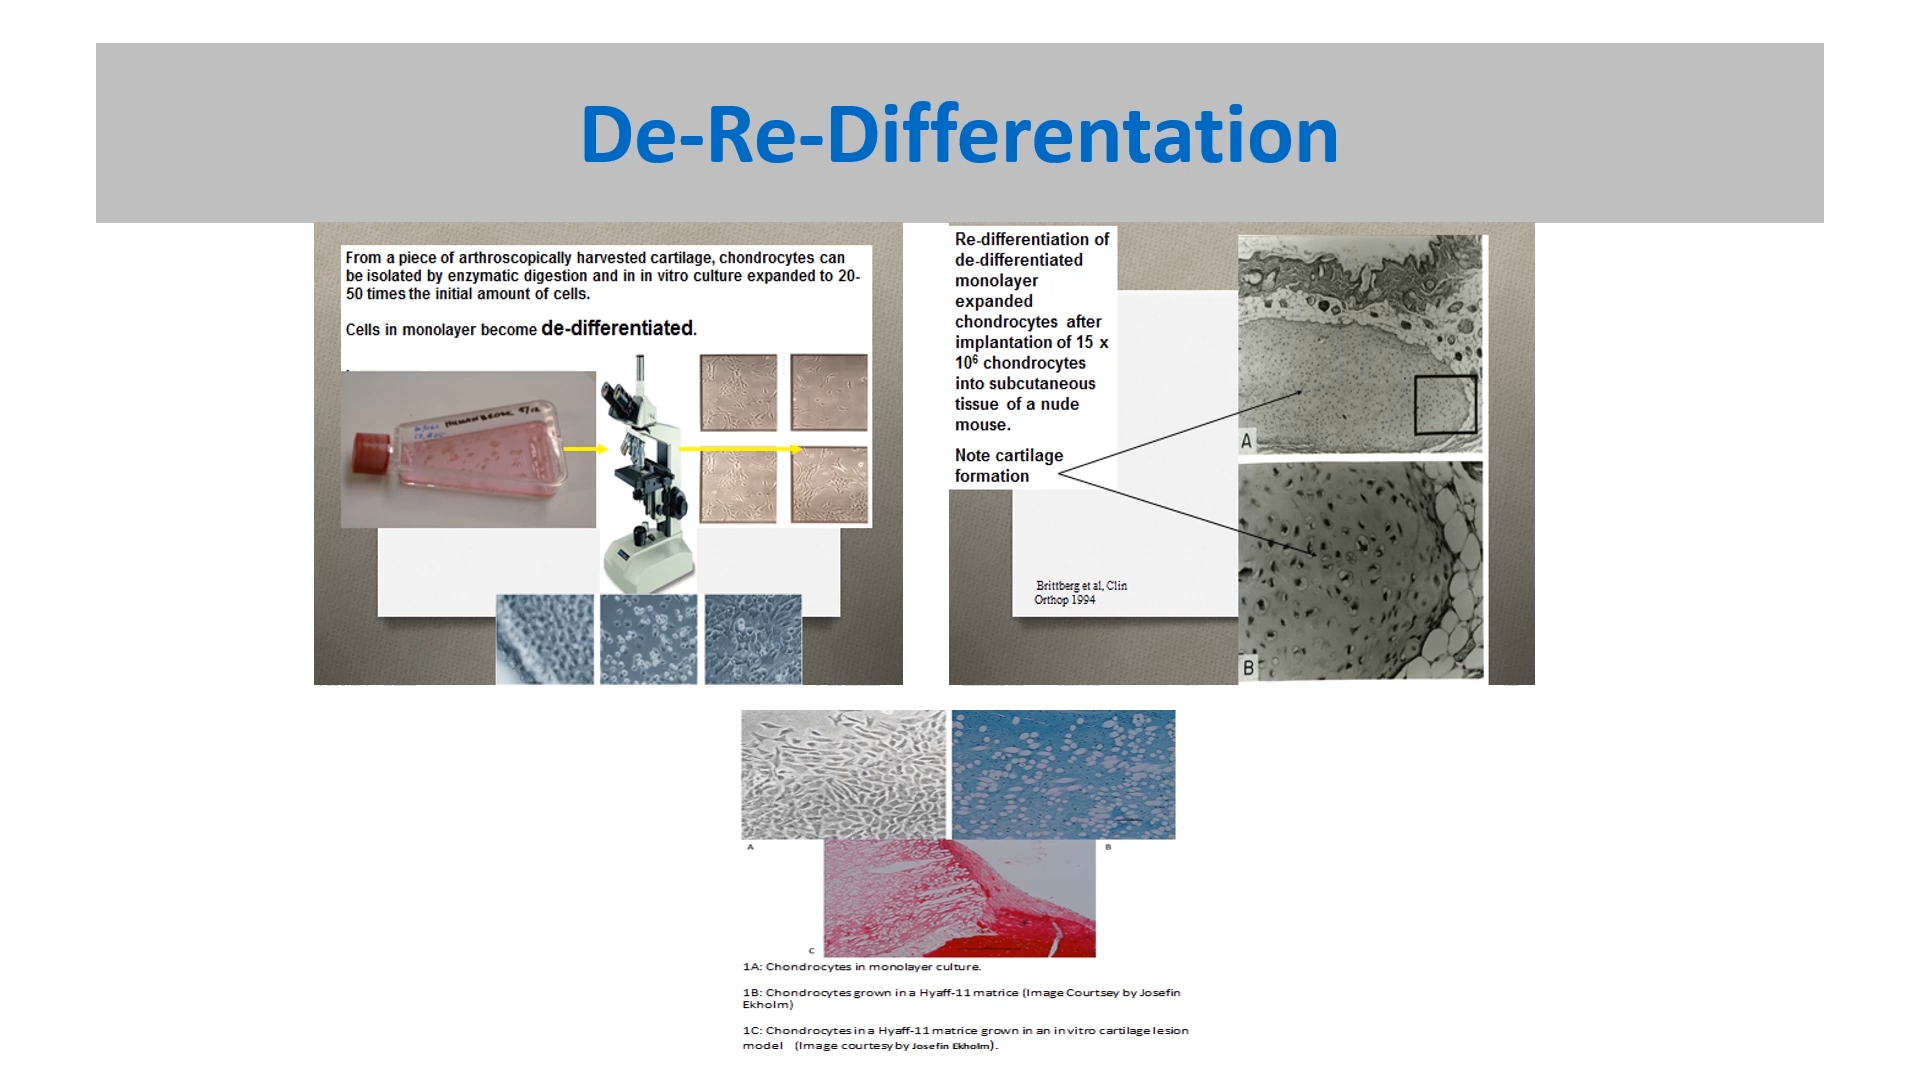 De-Re-Differentation
From a piece of arthroscopically harvested cartilage, chondrocytes can
be isolated by enzymatic digestion and in in vitro culture expanded to 20-
50 times the initial amount of cells.
Cells in monolayer become de-differentiated.
Re-differentiation of
de-differentiated
monolayer
expanded
chondrocytes after
implantation of 15 x
10⁶ chondrocytes
into subcutaneous
tissue of a nude
mouse.
Note cartilage
formation
Brittberg et al, Clin
Orthop 1994
A
B
A
B
C
1A: Chondrocytes in monolayer culture.
1B: Chondrocytes grown in a Hyaff-11 matrice (Image Courtsey by Josefin
Ekholm)
1C: Chondrocytes in a Hyaff-11 matrice grown in an in vitro cartilage lesion
model (Image courtesy by Josefin Ekholm).